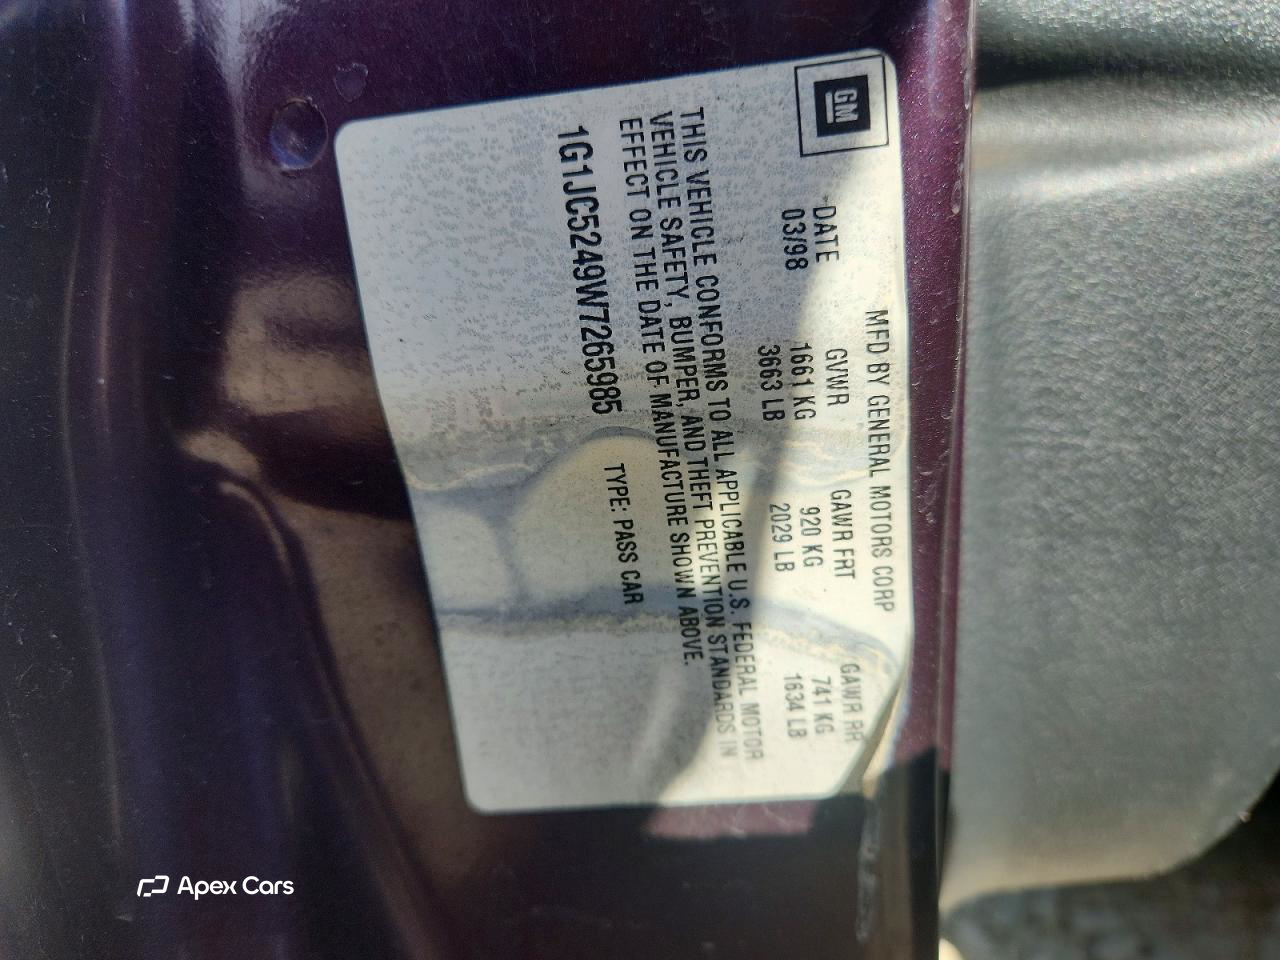 GM
MFD BY GENERAL MOTORS CORP
DATE GVWR GAWR FRT GAWR RR
03/98 1661 KG 920 KG 741 KG
3663 LB 2029 LB 1634 LB
THIS VEHICLE CONFORMS TO ALL APPLICABLE U.S. FEDERAL MOTOR
VEHICLE SAFETY, BUMPER, AND THEFT PREVENTION STANDARDS IN
EFFECT ON THE DATE OF MANUFACTURE SHOWN ABOVE.
1G1JC5249W7265985 TYPE: PASS CAR
Apex Cars